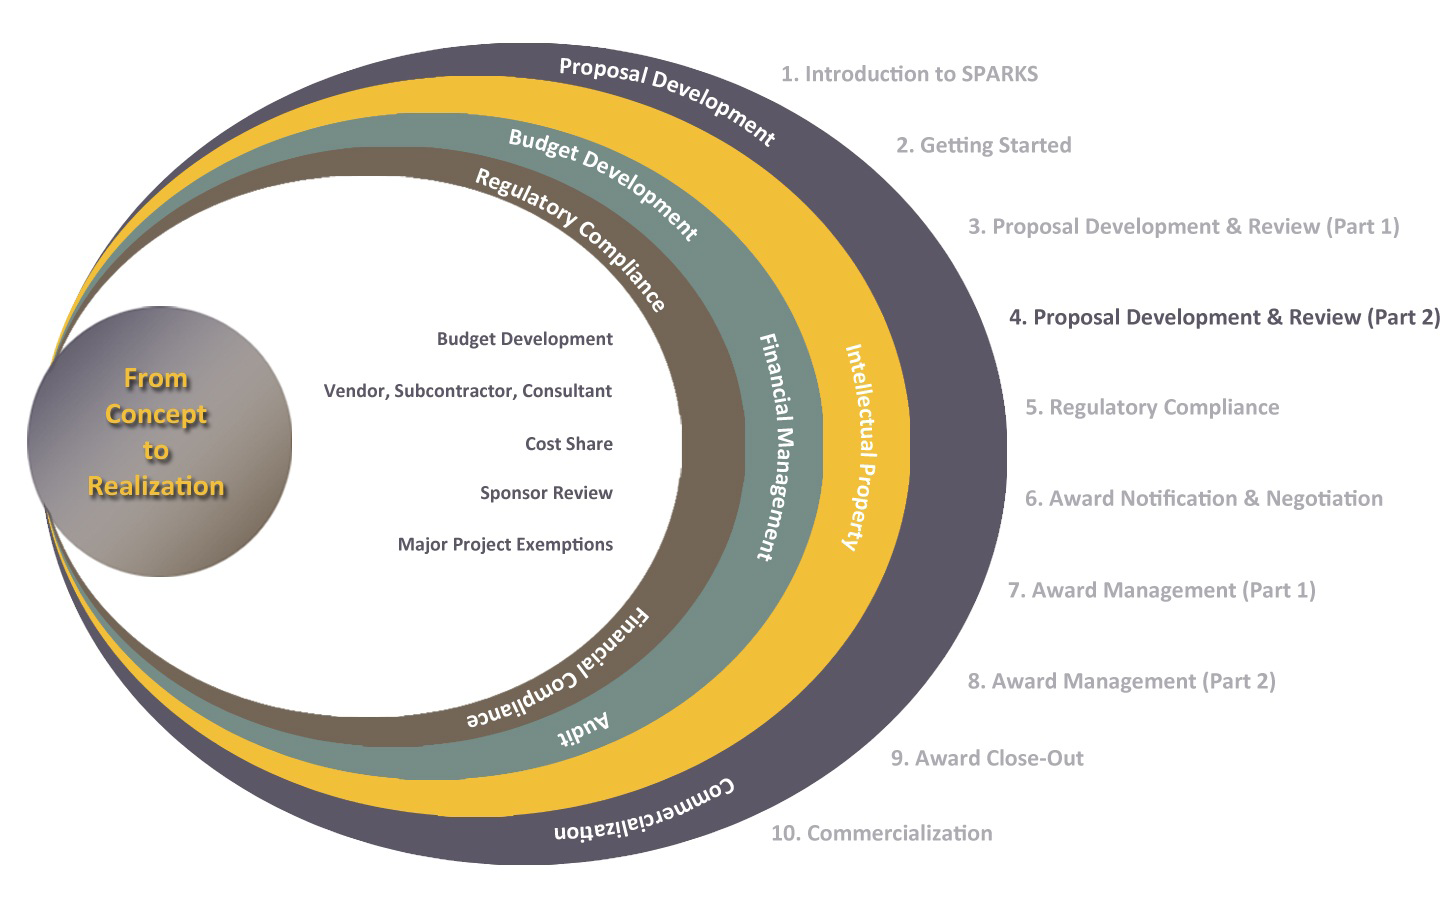 Proposal Development
Budget Development
Regulatory Compliance
Financial Management
Intellectual Property
Financial Compliance
Audit
Commercialization
From
Concept
to
Realization
Budget Development
Vendor, Subcontractor, Consultant
Cost Share
Sponsor Review
Major Project Exemptions
1. Introduction to SPARKS
2. Getting Started
3. Proposal Development & Review (Part 1)
4. Proposal Development & Review (Part 2)
5. Regulatory Compliance
6. Award Notification & Negotiation
7. Award Management (Part 1)
8. Award Management (Part 2)
9. Award Close-Out
10. Commercialization